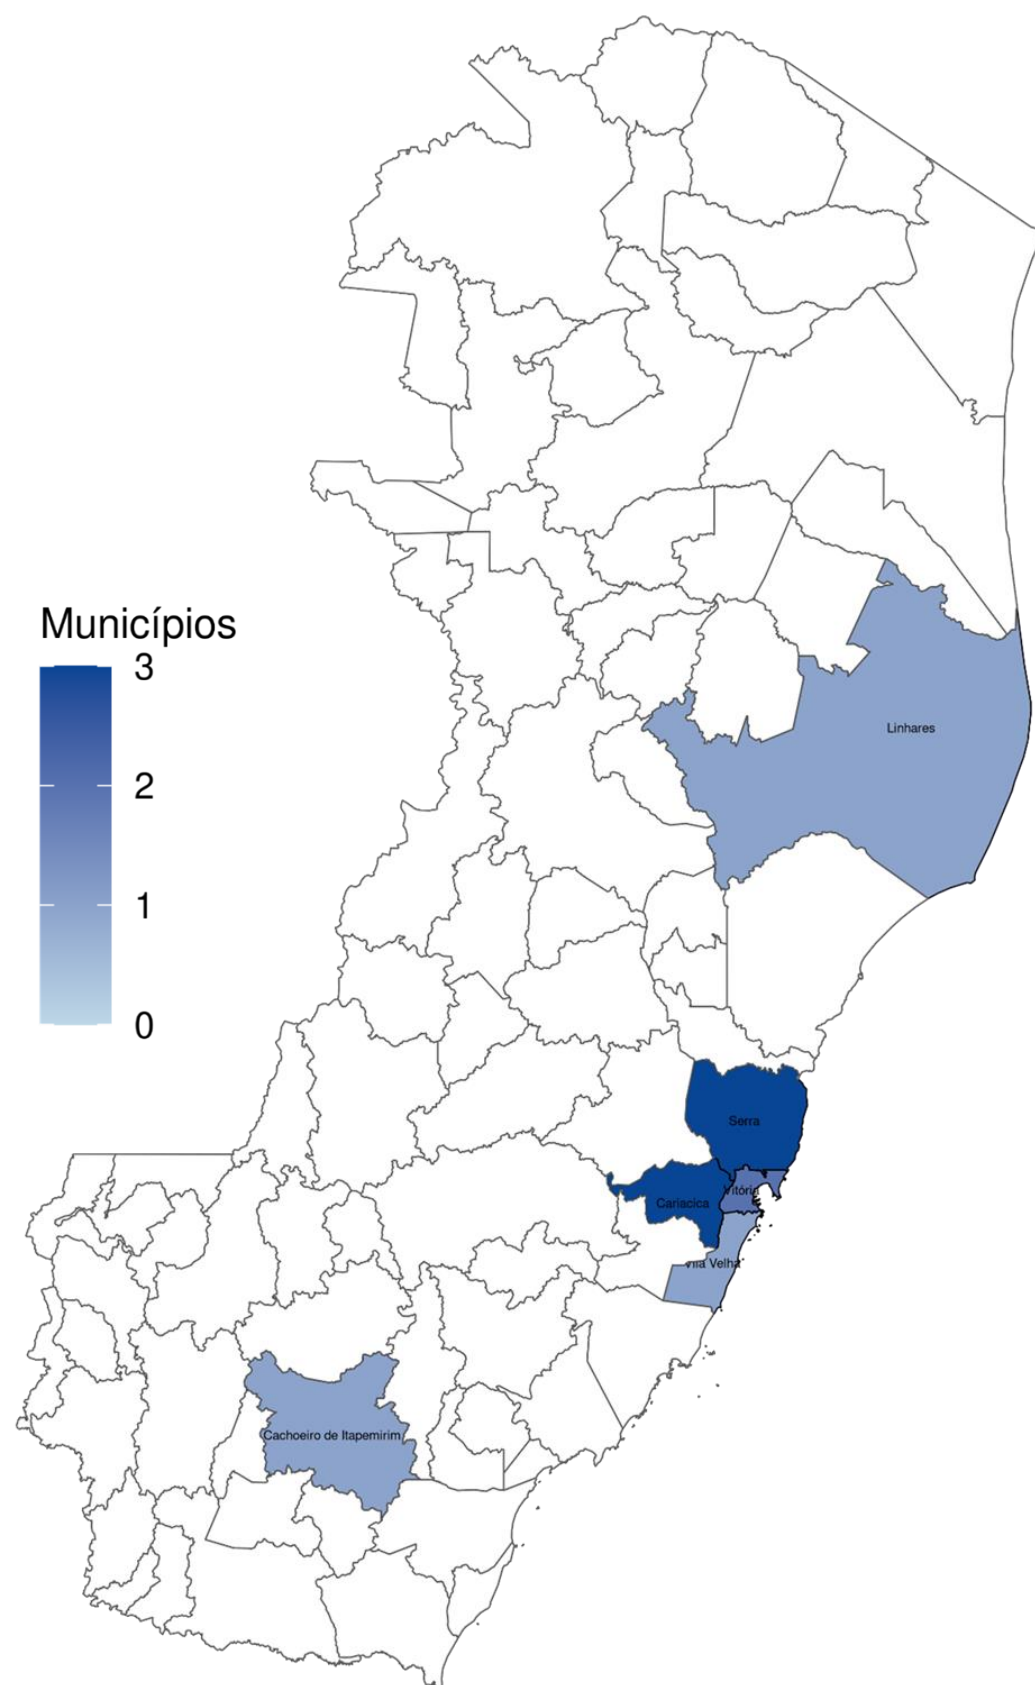 Municípios
3
2
1
0
Linhares
Serra
Vitória
Cariacica
Vila Velha
Cachoeiro de Itapemirim